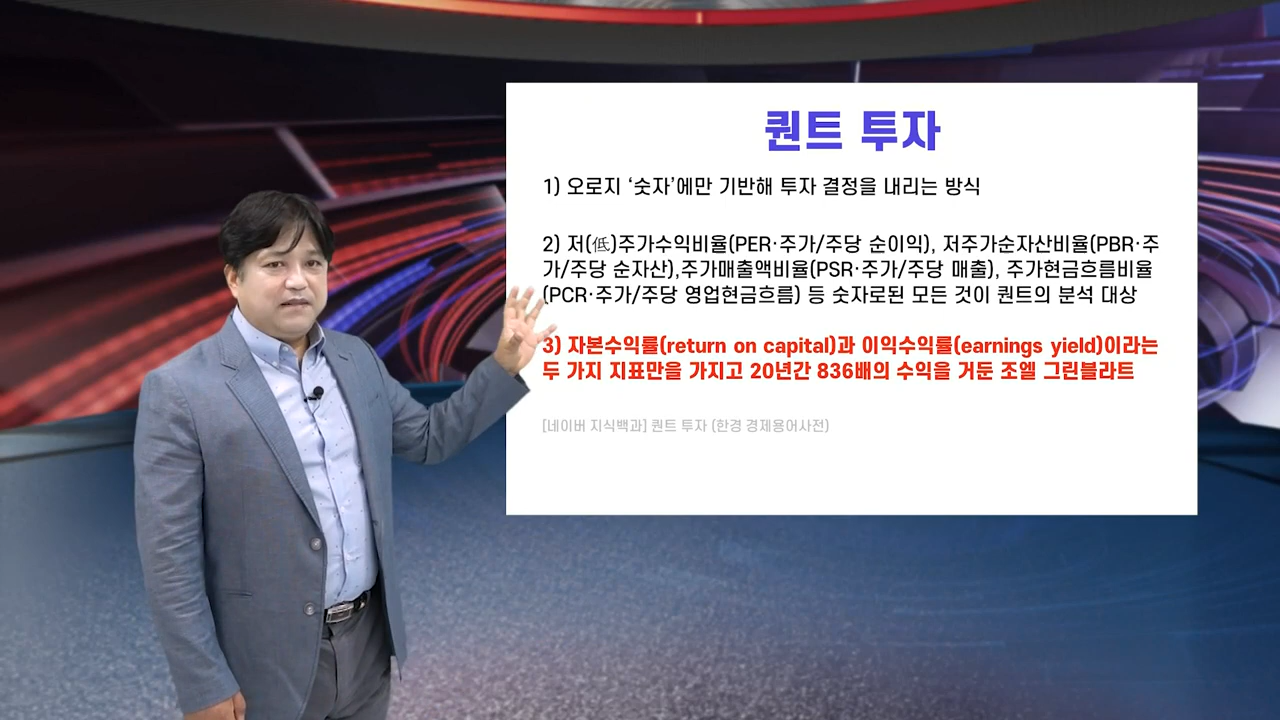 퀀트 투자
1) 오로지 ‘숫자’에만 기반해 투자 결정을 내리는 방식
2) 저(低)주가수익비율(PER·주가/주당 순이익), 저주가순자산비율(PBR·주
가/주당 순자산),주가매출액비율(PSR·주가/주당 매출), 주가현금흐름비율
(PCR·주가/주당 영업현금흐름) 등 숫자로된 모든 것이 퀀트의 분석 대상
3) 자본수익률(return on capital)과 이익수익률(earnings yield)이라는
두 가지 지표만을 가지고 20년간 836배의 수익을 거둔 조엘 그린블라트
[네이버 지식백과] 퀀트 투자 (한경 경제용어사전)